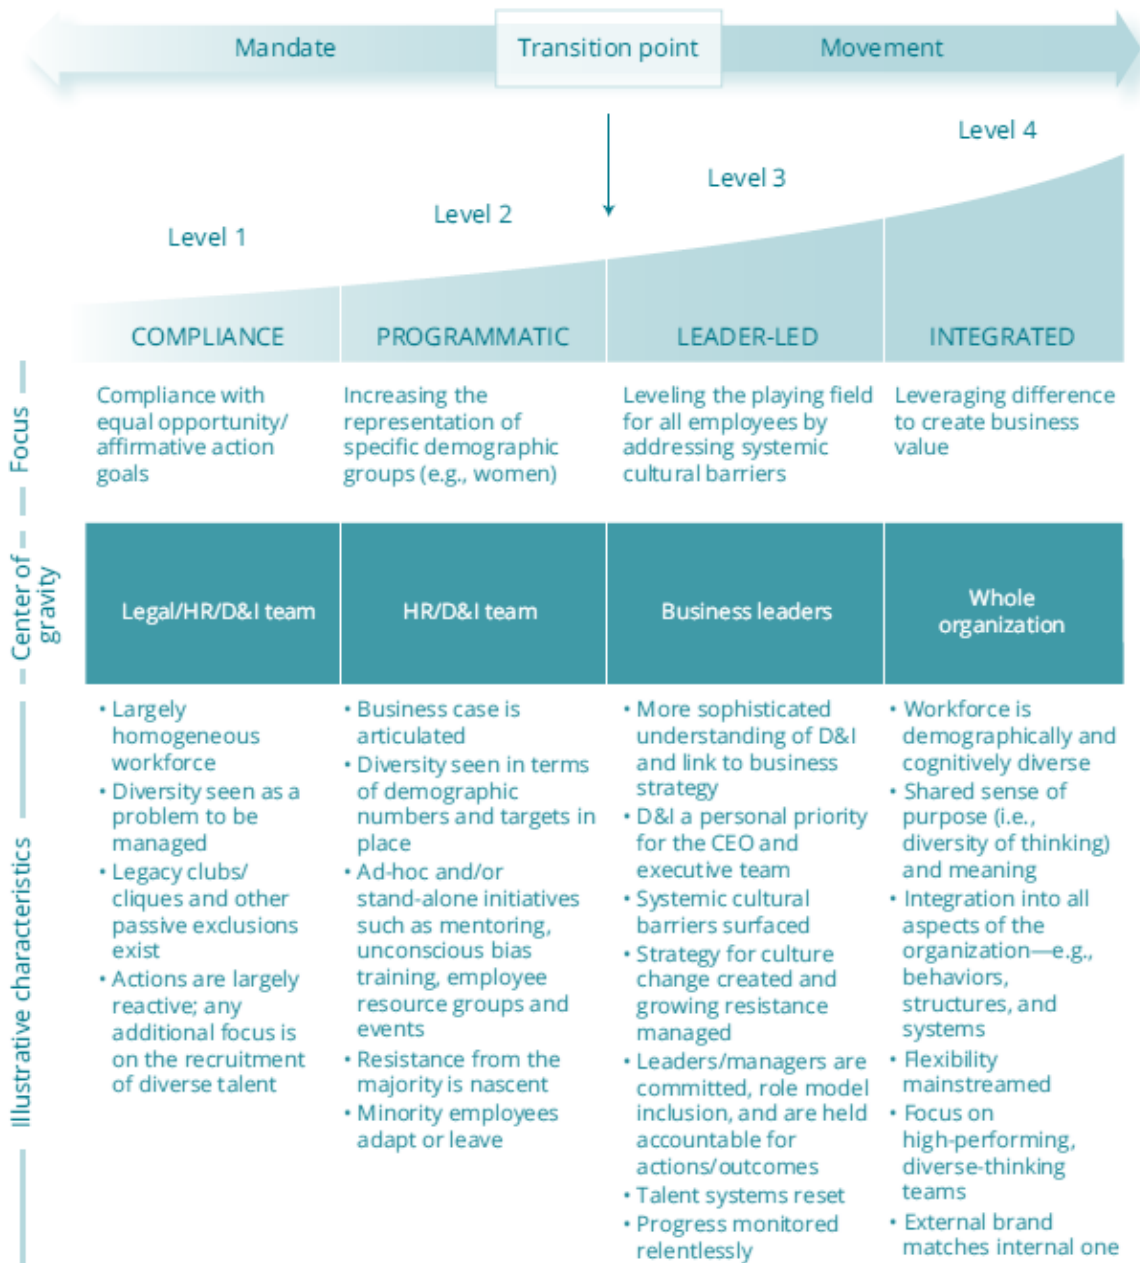 Mandate
Transition point
Movement
Level 1
Level 2
Level 3
Level 4
COMPLIANCE
PROGRAMMATIC
LEADER-LED
INTEGRATED
Focus
Compliance with
equal opportunity/
affirmative action
goals
Increasing the
representation of
specific demographic
groups (e.g., women)
Leveling the playing field
for all employees by
addressing systemic
cultural barriers
Leveraging difference
to create business
value
Center of
gravity
Legal/HR/D&I team
HR/D&I team
Business leaders
Whole
organization
Illustrative characteristics
• Largely
homogeneous
workforce
• Diversity seen as a
problem to be
managed
• Legacy clubs/
cliques and other
passive exclusions
exist
• Actions are largely
reactive; any
additional focus is
on the recruitment
of diverse talent
• Business case is
articulated
• Diversity seen in terms
of demographic
numbers and targets in
place
• Ad-hoc and/or
stand-alone initiatives
such as mentoring,
unconscious bias
training, employee
resource groups and
events
• Resistance from the
majority is nascent
• Minority employees
adapt or leave
• More sophisticated
understanding of D&I
and link to business
strategy
• D&I a personal priority
for the CEO and
executive team
• Systemic cultural
barriers surfaced
• Strategy for culture
change created and
growing resistance
managed
• Leaders/managers are
committed, role model
inclusion, and are held
accountable for
actions/outcomes
• Talent systems reset
• Progress monitored
relentlessly
• Workforce is
demographically and
cognitively diverse
• Shared sense of
purpose (i.e.,
diversity of thinking)
and meaning
• Integration into all
aspects of the
organization—e.g.,
behaviors,
structures, and
systems
• Flexibility
mainstreamed
• Focus on
high-performing,
diverse-thinking
teams
• External brand
matches internal one